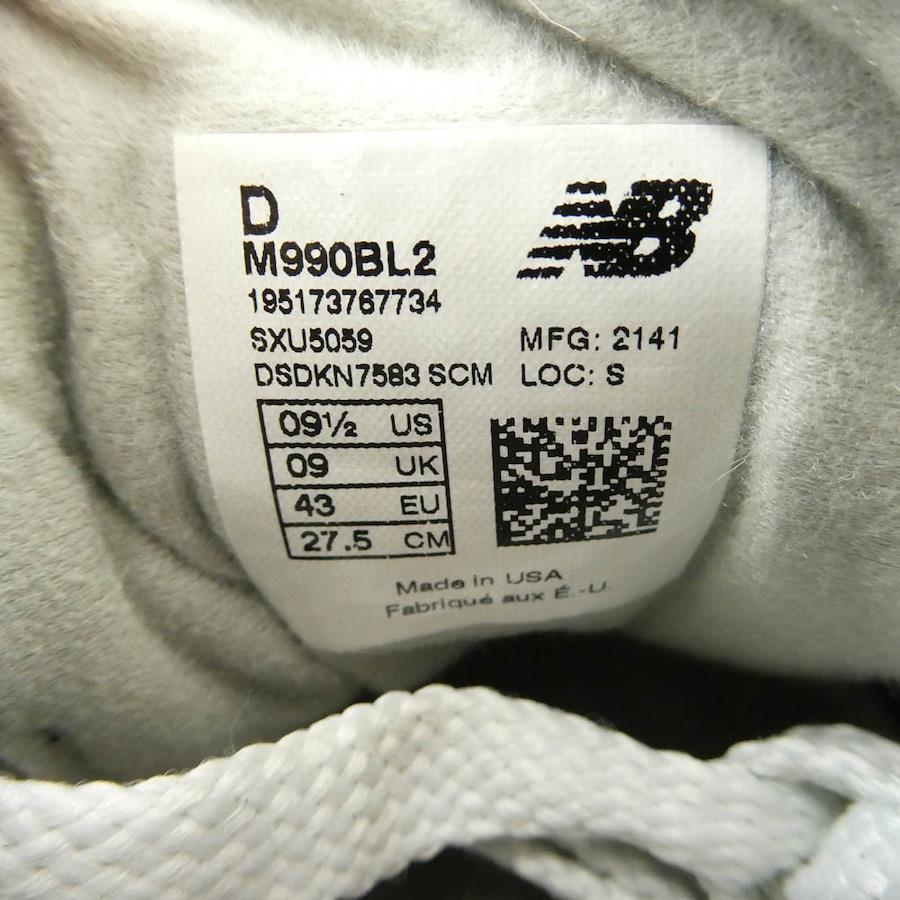 D
NB
M990BL2
195173767734
SXU5059 MFG: 2141
DSDKN7583 SCM LOC: S
09½ US
09 UK
43 EU
27.5 CM
Made in USA
Fabriqué aux É.-U.